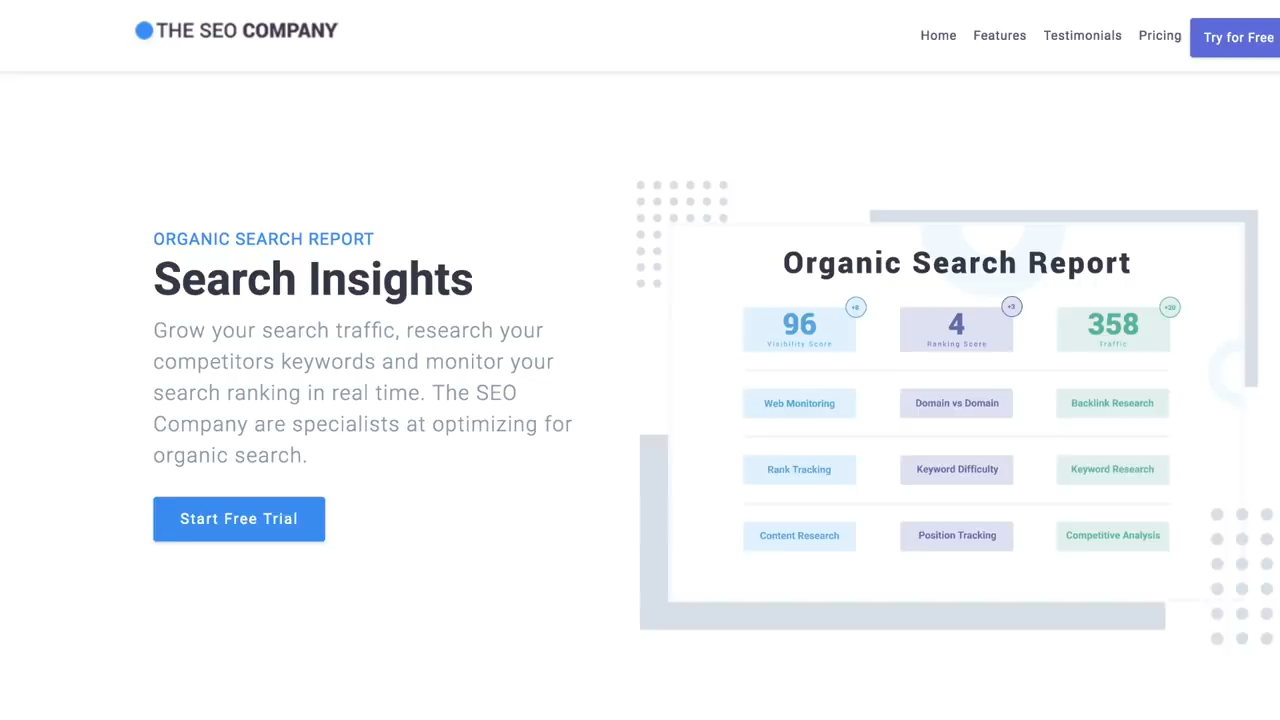 THE SEO COMPANY
Home Features Testimonials Pricing Try for Free
ORGANIC SEARCH REPORT
Search Insights
Grow your search traffic, research your
competitors keywords and monitor your
search ranking in real time. The SEO
Company are specialists at optimizing for
organic search.
Start Free Trial
Organic Search Report
+6 +3 +20
96 4 358
Visibility Score Ranking Score Traffic
Web Monitoring Domain vs Domain Backlink Research
Rank Tracking Keyword Difficulty Keyword Research
Content Research Position Tracking Competitive Analysis